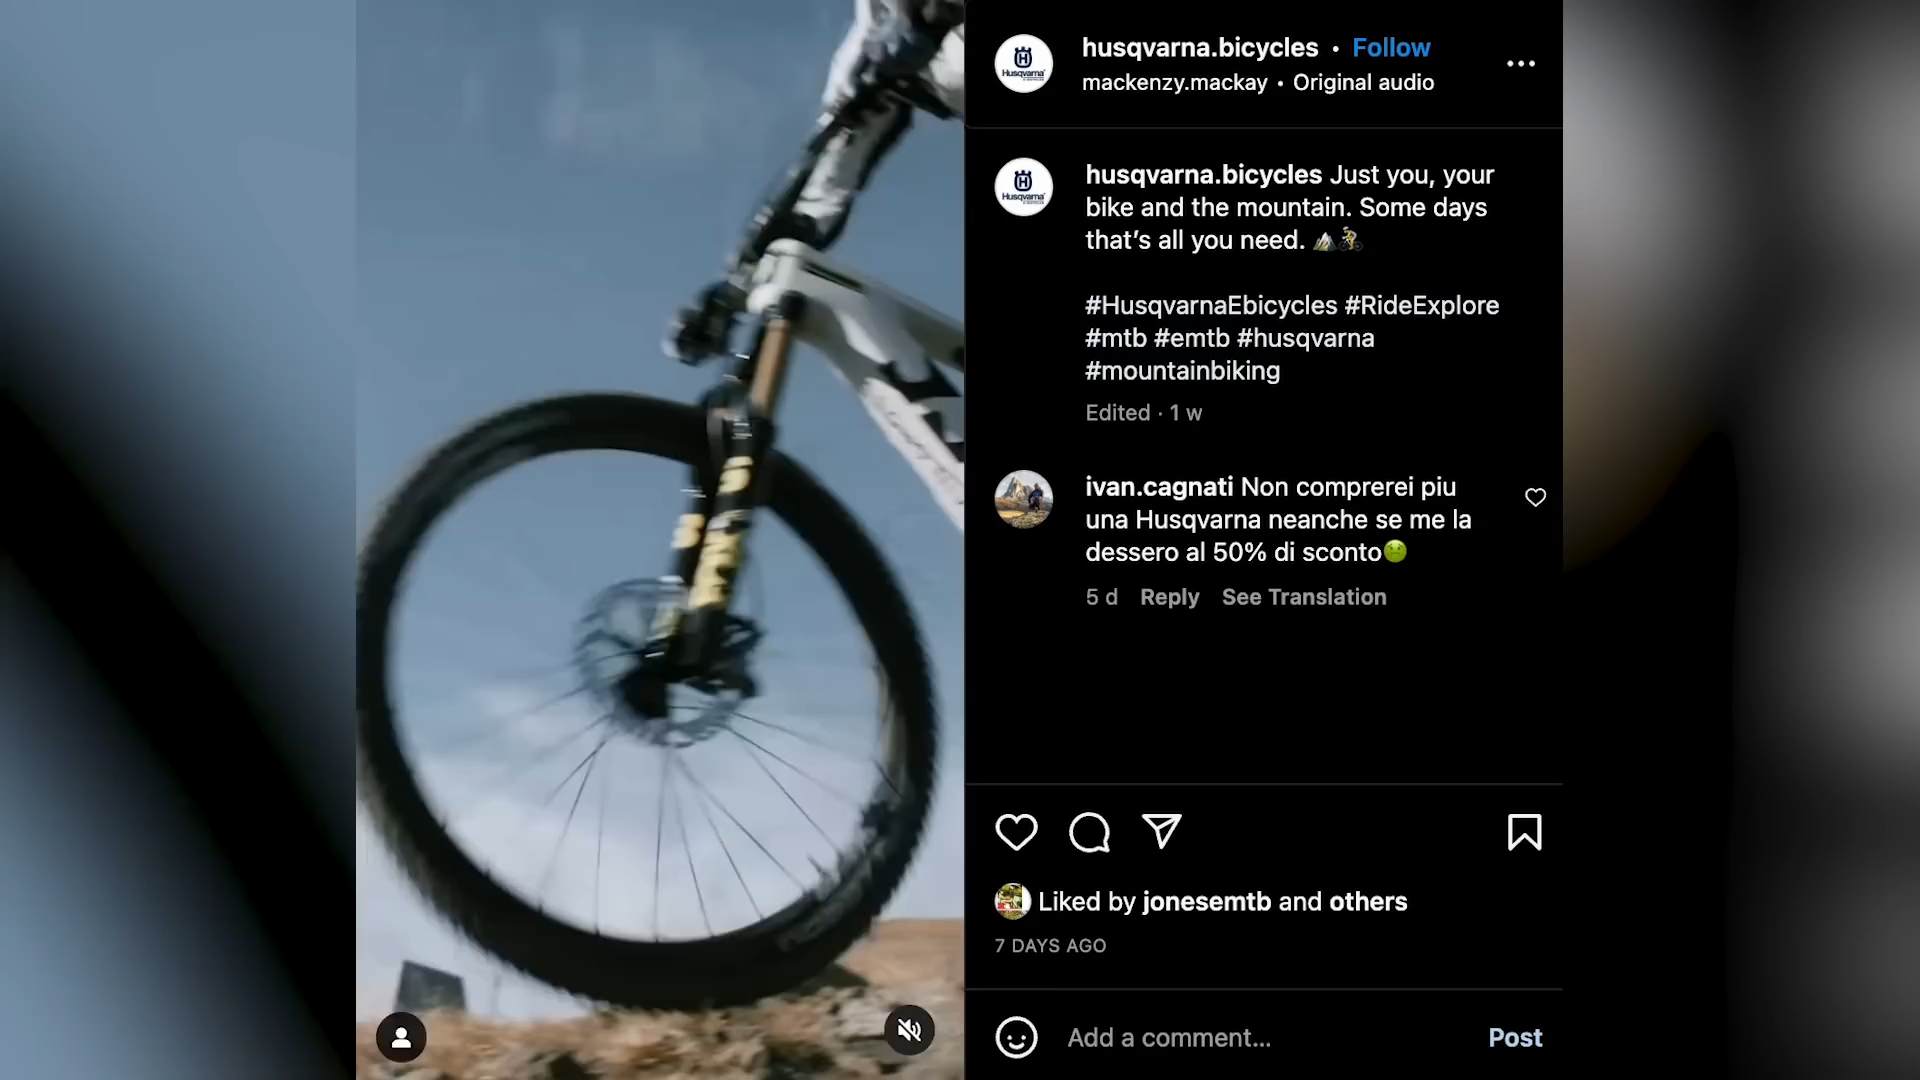 husqvarna.bicycles • Follow
mackenzy.mackay • Original audio
Husqvarna
husqvarna.bicycles Just you, your
bike and the mountain. Some days
that’s all you need. 🏔️🚴
Husqvarna
#HusqvarnaEbicycles #RideExplore
#mtb #emtb #husqvarna
#mountainbiking
Edited · 1 w
ivan.cagnati Non comprerei piu
una Husqvarna neanche se me la
dessero al 50% di sconto🤢
5 d Reply See Translation
Liked by jonesemtb and others
7 DAYS AGO
Add a comment...
Post